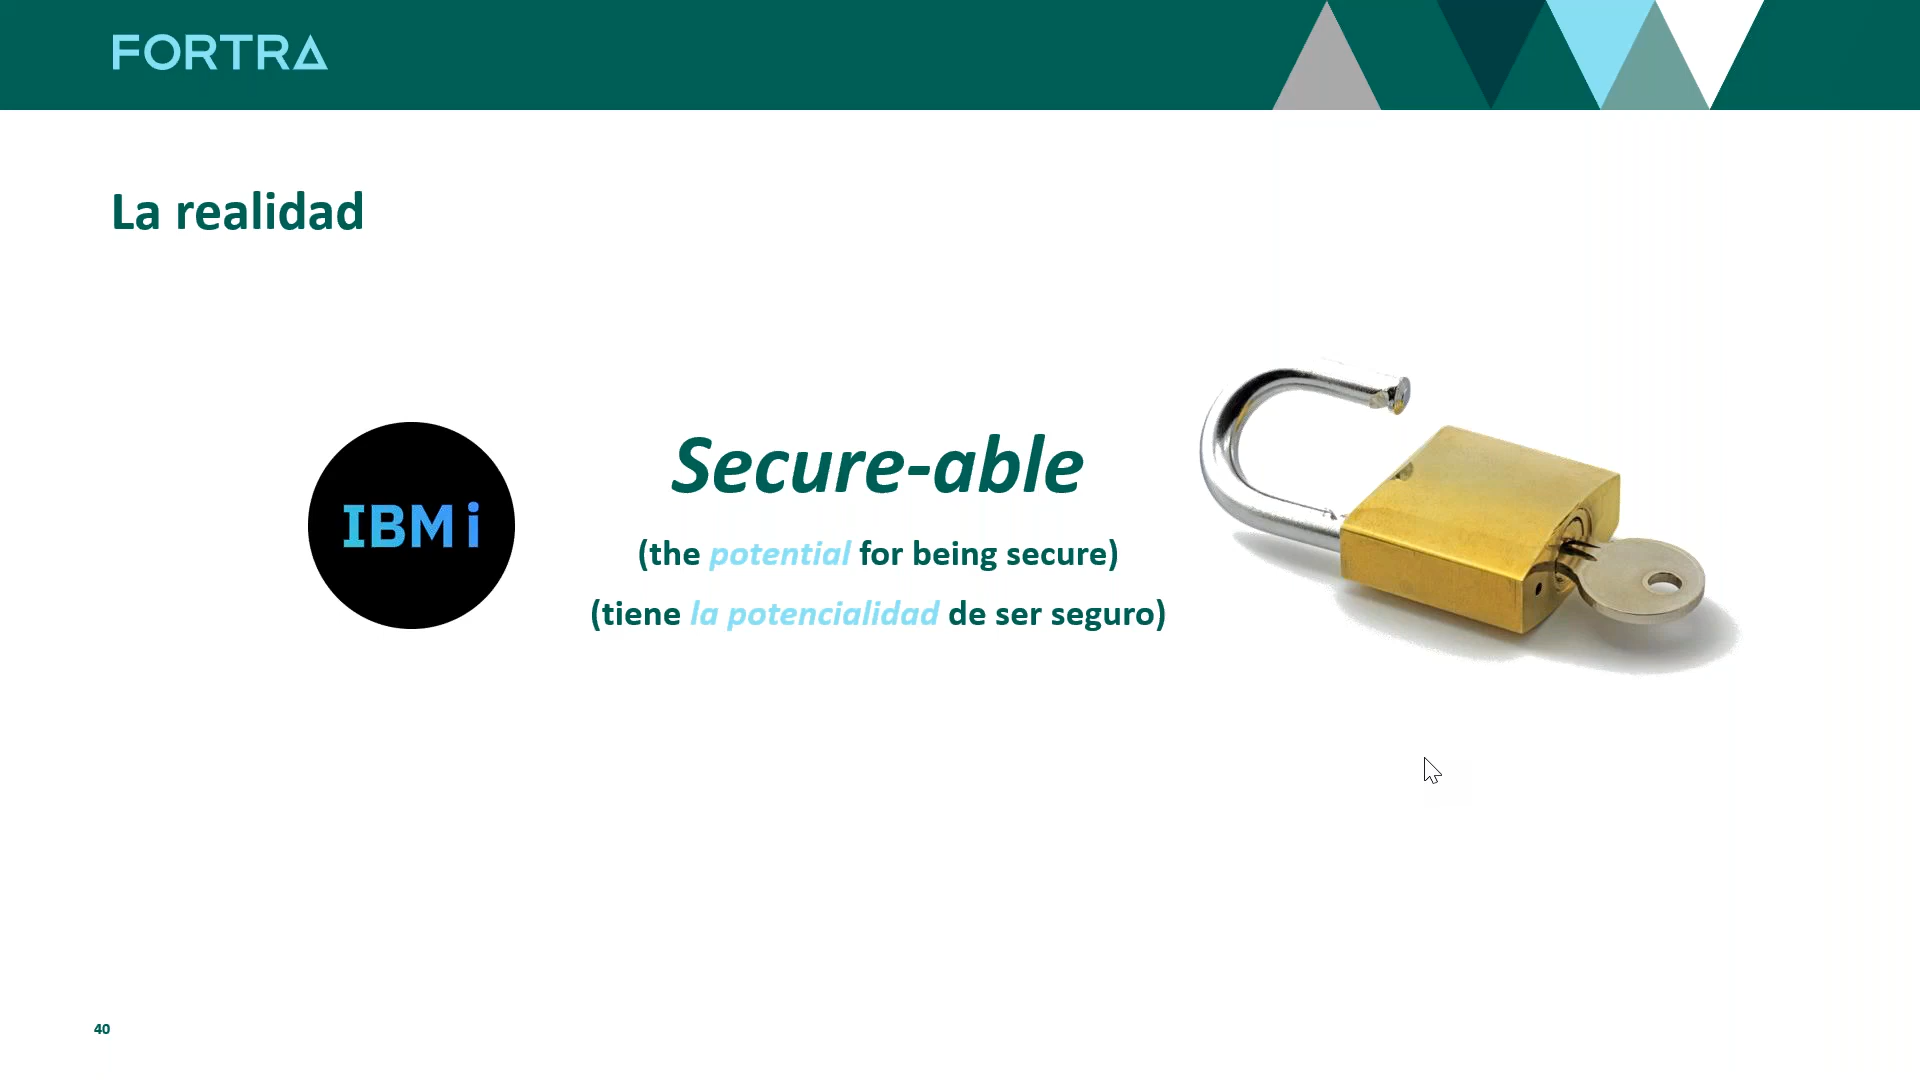 FORTRA
La realidad
IBM i
Secure-able
(the potential for being secure)
(tiene la potencialidad de ser seguro)
40